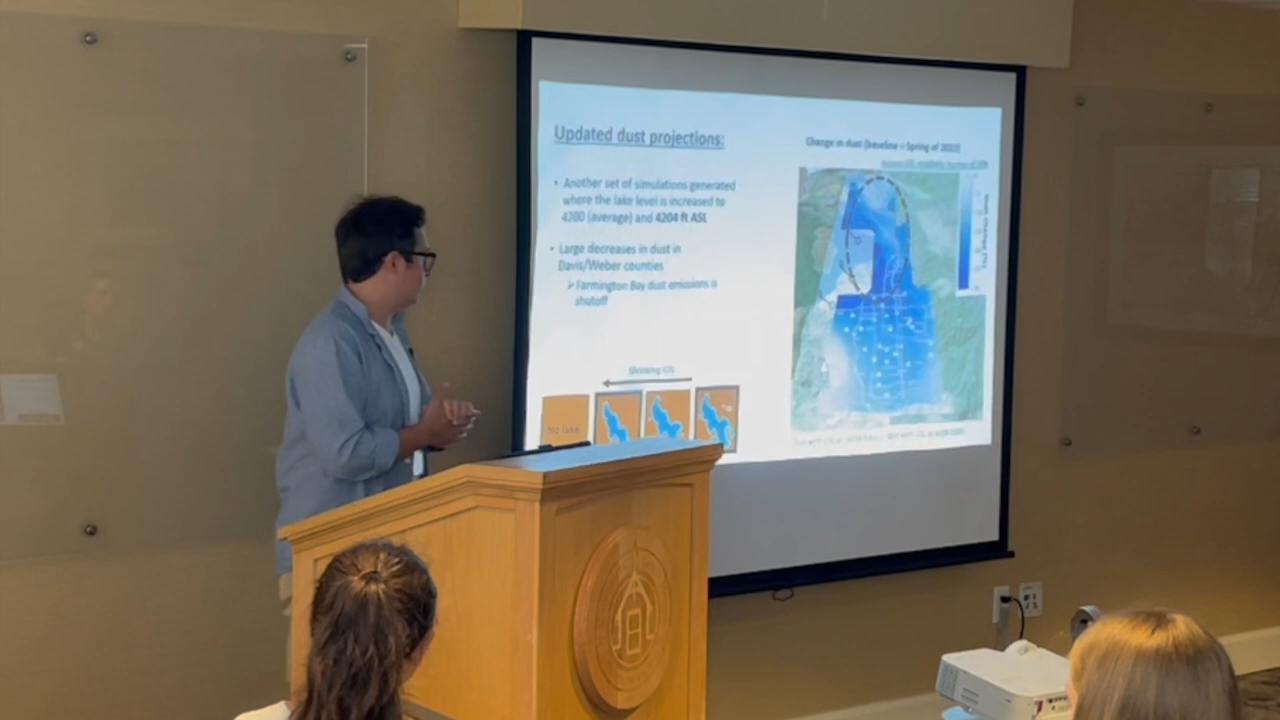 Updated dust projections:
• Another set of simulations generated
where the lake level is increased to
4200 (average) and 4204 ft ASL
• Large decreases in dust in
Davis/Weber counties
➢ Farmington Bay dust emissions is
shutoff
Shrinking GSL
No lake
Change in dust (baseline = Spring of 2022)